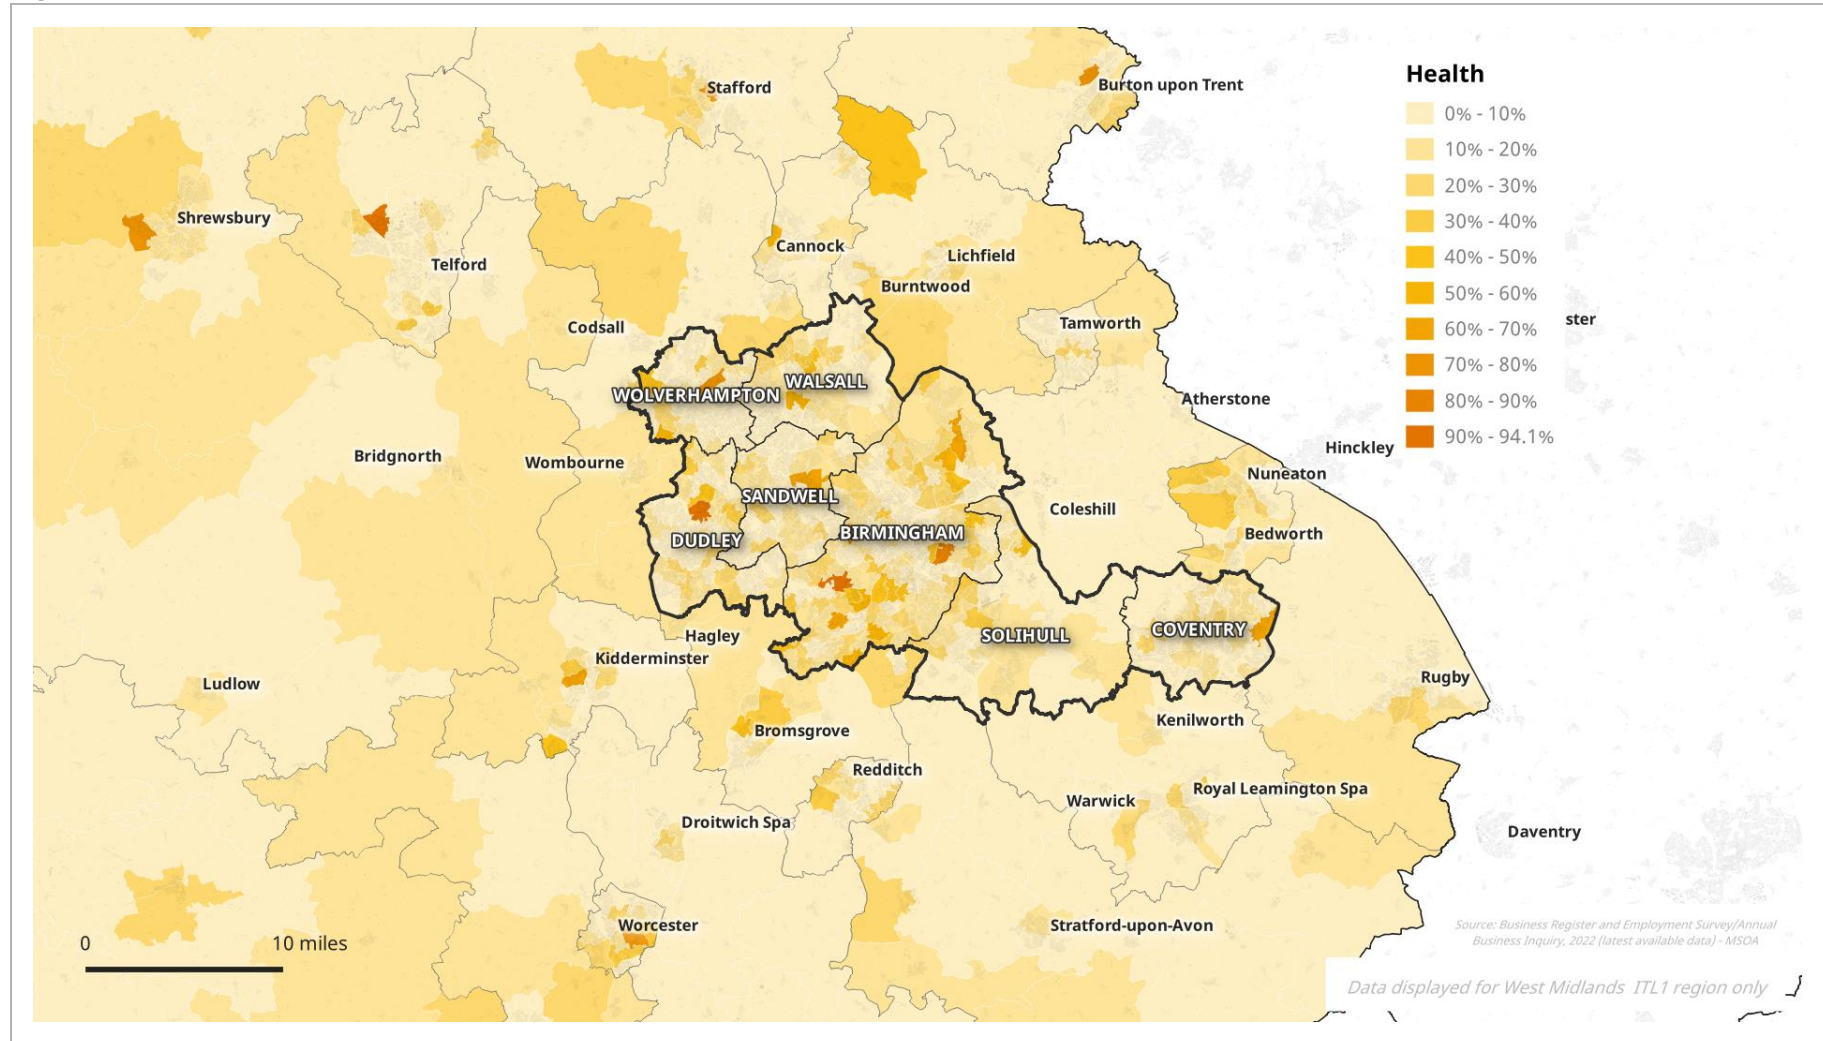 Health
0% - 10%
10% - 20%
20% - 30%
30% - 40%
40% - 50%
50% - 60%
60% - 70%
70% - 80%
80% - 90%
90% - 94.1%
Stafford
Burton upon Trent
Shrewsbury
Telford
Cannock
Lichfield
Burntwood
Codsall
Tamworth
ster
WOLVERHAMPTON
WALSALL
Atherstone
Hinckley
Bridgnorth
Wombourne
Nuneaton
SANDWELL
Coleshill
DUDLEY
BIRMINGHAM
Bedworth
Hagley
SOLIHULL
COVENTRY
Kidderminster
Ludlow
Rugby
Bromsgrove
Kenilworth
Redditch
Warwick
Royal Leamington Spa
Droitwich Spa
Daventry
Worcester
Stratford-upon-Avon
0 10 miles
Source: Business Register and Employment Survey/Annual
Business Inquiry, 2022 (latest available data) - MSOA
Data displayed for West Midlands ITL1 region only